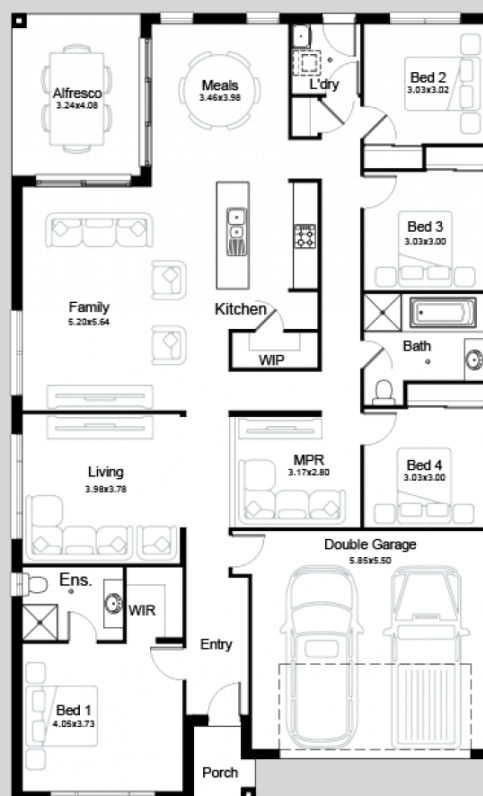 Alfresco
3.24x4.08
Meals
3.46x3.98
L'dry
Bed 2
3.03x3.02
Bed 3
3.03x3.00
Family
5.20x5.64
Kitchen
WIP
Bath
Living
3.98x3.78
MPR
3.17x2.80
Bed 4
3.03x3.00
Double Garage
5.85x5.50
Ens.
WIR
Entry
Bed 1
4.05x3.73
Porch